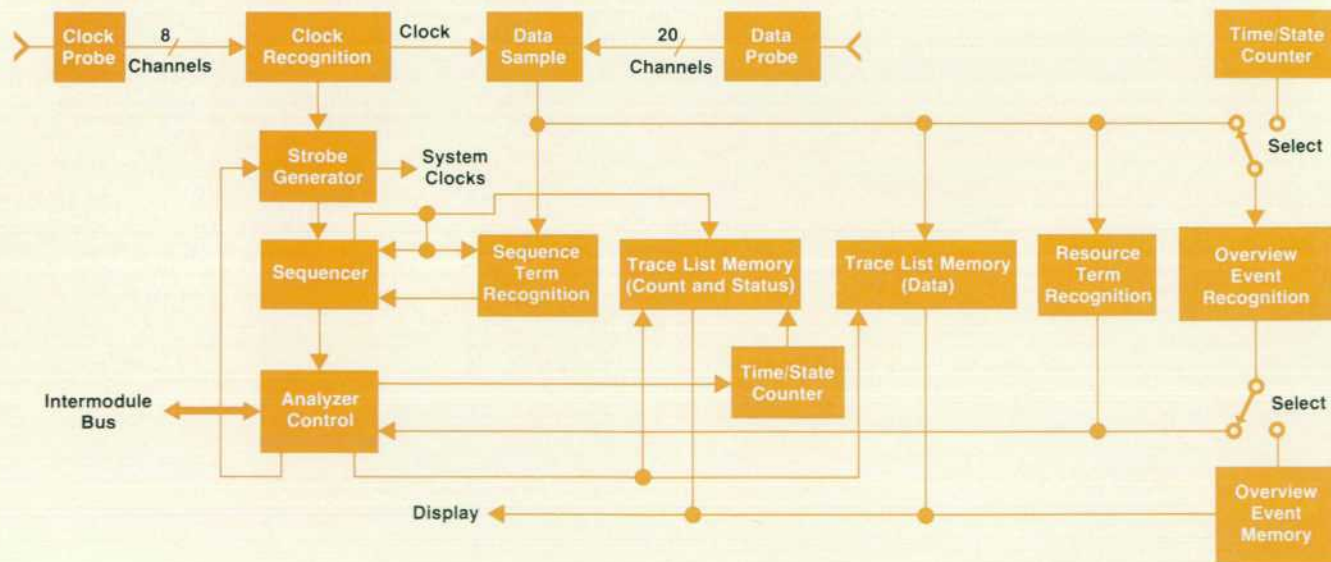 Clock
Probe
8
Channels
Clock
Recognition
Clock
Data
Sample
20
Channels
Data
Probe
Time/State
Counter
Select
Strobe
Generator
System
Clocks
Sequencer
Sequence
Term
Recognition
Trace List Memory
(Count and Status)
Trace List Memory
(Data)
Resource
Term
Recognition
Overview
Event
Recognition
Intermodule
Bus
Analyzer
Control
Time/State
Counter
Select
Display
Overview
Event
Memory